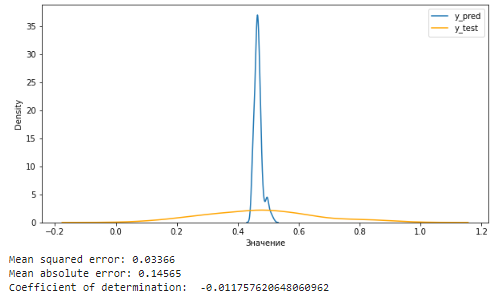 y_pred
y_test
35
30
25
20
15
10
5
0
Density
-0.2 0.0 0.2 0.4 0.6 0.8 1.0 1.2
Значение
Mean squared error: 0.03366
Mean absolute error: 0.14565
Coefficient of determination:  -0.011757620648060962